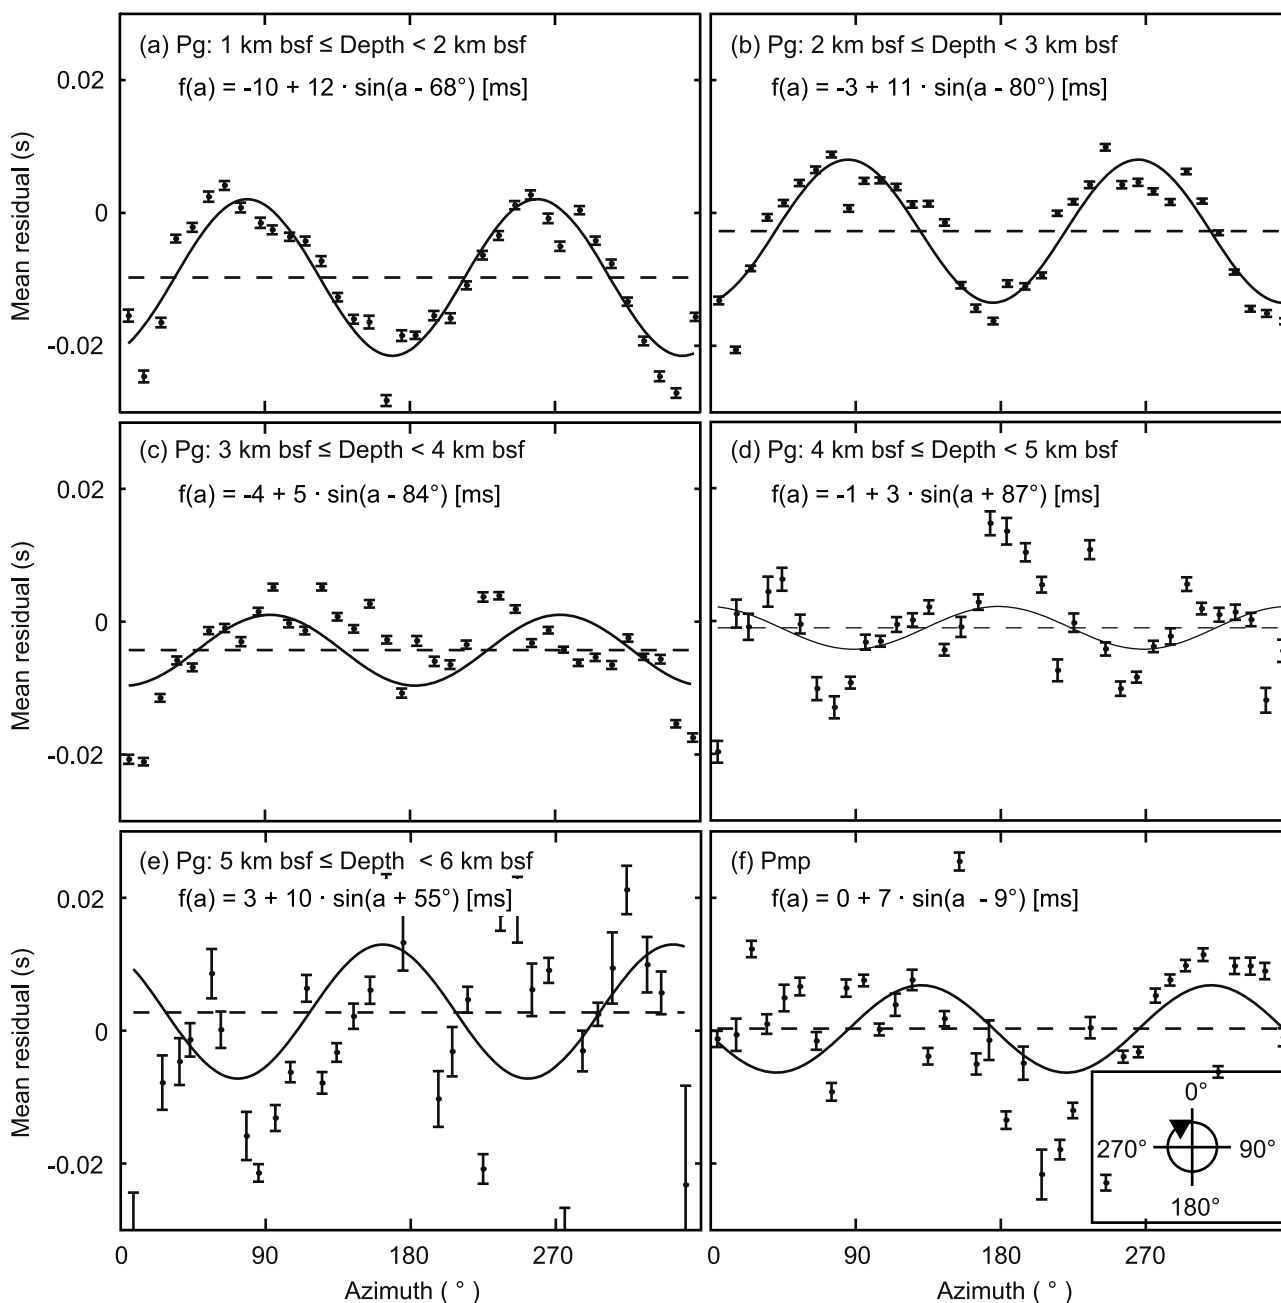 (a) Pg: 1 km bsf ≤ Depth < 2 km bsf
f(a) = -10 + 12 · sin(a - 68°) [ms]
(b) Pg: 2 km bsf ≤ Depth < 3 km bsf
f(a) = -3 + 11 · sin(a - 80°) [ms]
0.02
0
-0.02
Mean residual (s)
(c) Pg: 3 km bsf ≤ Depth < 4 km bsf
f(a) = -4 + 5 · sin(a - 84°) [ms]
(d) Pg: 4 km bsf ≤ Depth < 5 km bsf
f(a) = -1 + 3 · sin(a + 87°) [ms]
0.02
0
-0.02
Mean residual (s)
(e) Pg: 5 km bsf ≤ Depth < 6 km bsf
f(a) = 3 + 10 · sin(a + 55°) [ms]
(f) Pmp
f(a) = 0 + 7 · sin(a - 9°) [ms]
0.02
0
-0.02
Mean residual (s)
0°
270° 90°
180°
0 90 180 270
0 90 180 270
Azimuth ( ° )
Azimuth ( ° )